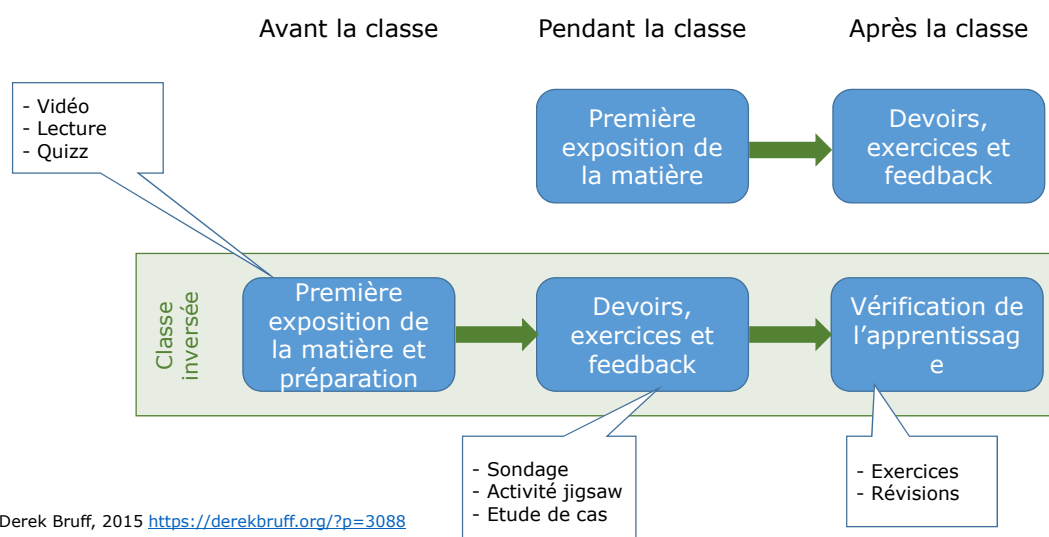 Avant la classe
Pendant la classe
Après la classe
- Vidéo
- Lecture
- Quizz
Première
exposition de
la matière
Devoirs,
exercices et
feedback
Classe
inversée
Première
exposition de
la matière et
préparation
Devoirs,
exercices et
feedback
Vérification de
l'apprentissag
e
- Sondage
- Activité jigsaw
- Etude de cas
- Exercices
- Révisions
Derek Bruff, 2015 https://derekbruff.org/?p=3088